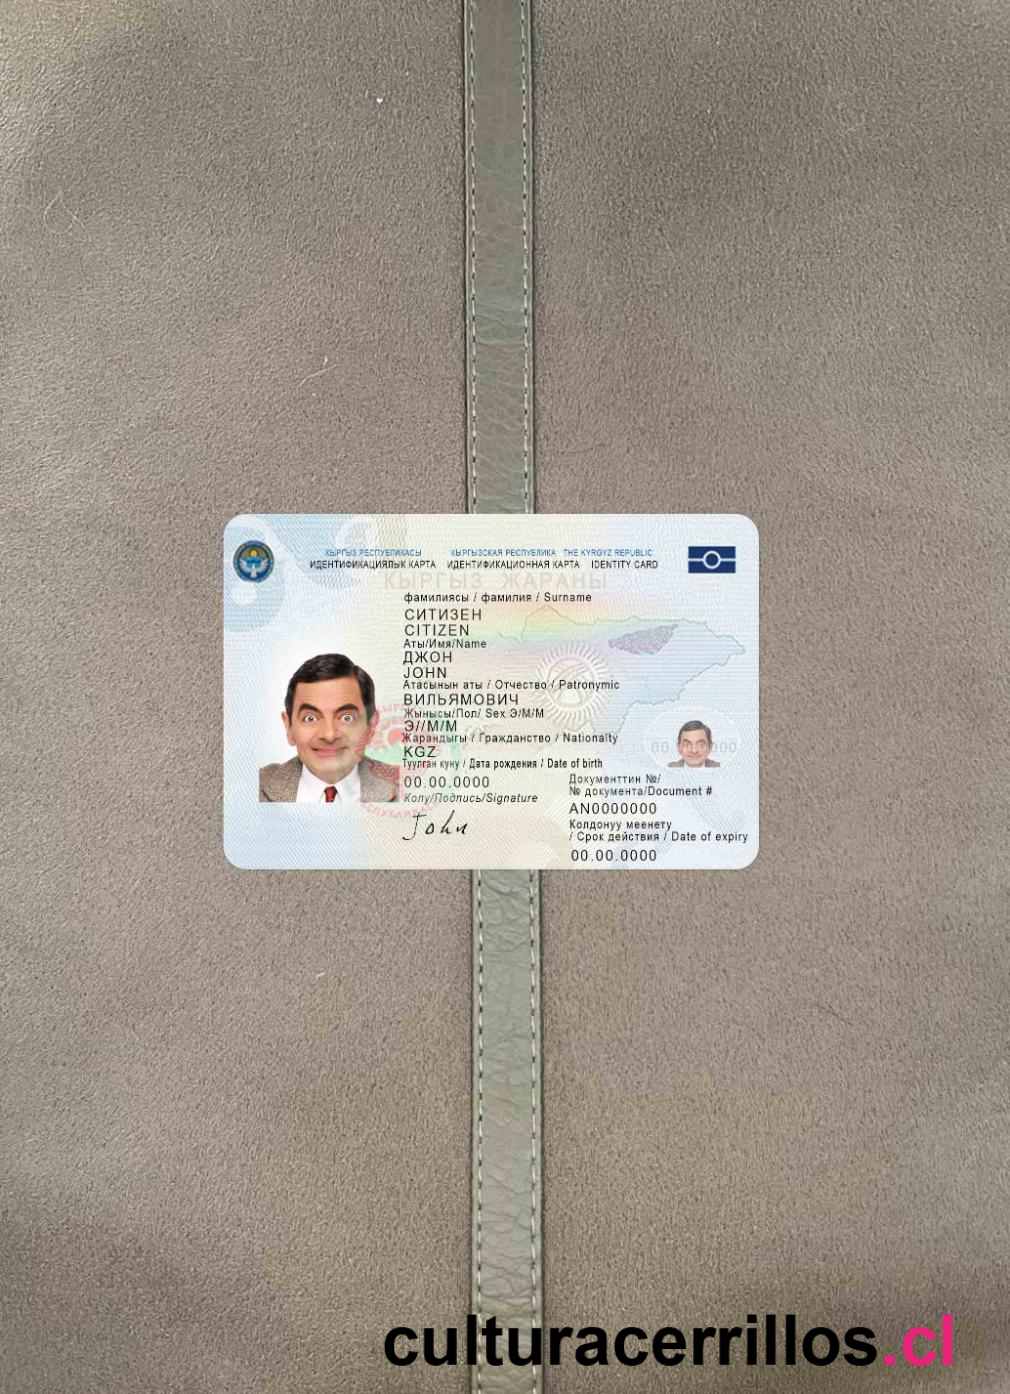 КЫРГЫЗ РЕСПУБЛИКАСЫ КЫРГЫЗСКАЯ РЕСПУБЛИКА THE KYRGYZ REPUBLIC
ИДЕНТИФИКАЦИЯЛЫК КАРТА ИДЕНТИФИКАЦИОННАЯ КАРТА IDENTITY CARD
КЫРГЫЗ ЖАРАНЫ
фамилиясы / фамилия / Surname
СИТИЗЕН
CITIZEN
Аты/Имя/Name
ДЖОН
JOHN
Атасынын аты / Отчество / Patronymic
ВИЛЬЯМОВИЧ
Жынысы/Пол/ Sex Э/М/М
Э//М/М
Жарандыгы / Гражданство / Nationalty
KGZ
Туулган куну / Дата рождения / Date of birth
00.00.0000
Колу/Подпись/Signature
John
Документтин №/
№ документа/Document #
AN0000000
Колдонуу меенету
/ Срок действия / Date of expiry
00.00.0000
culturacerrillos.cl